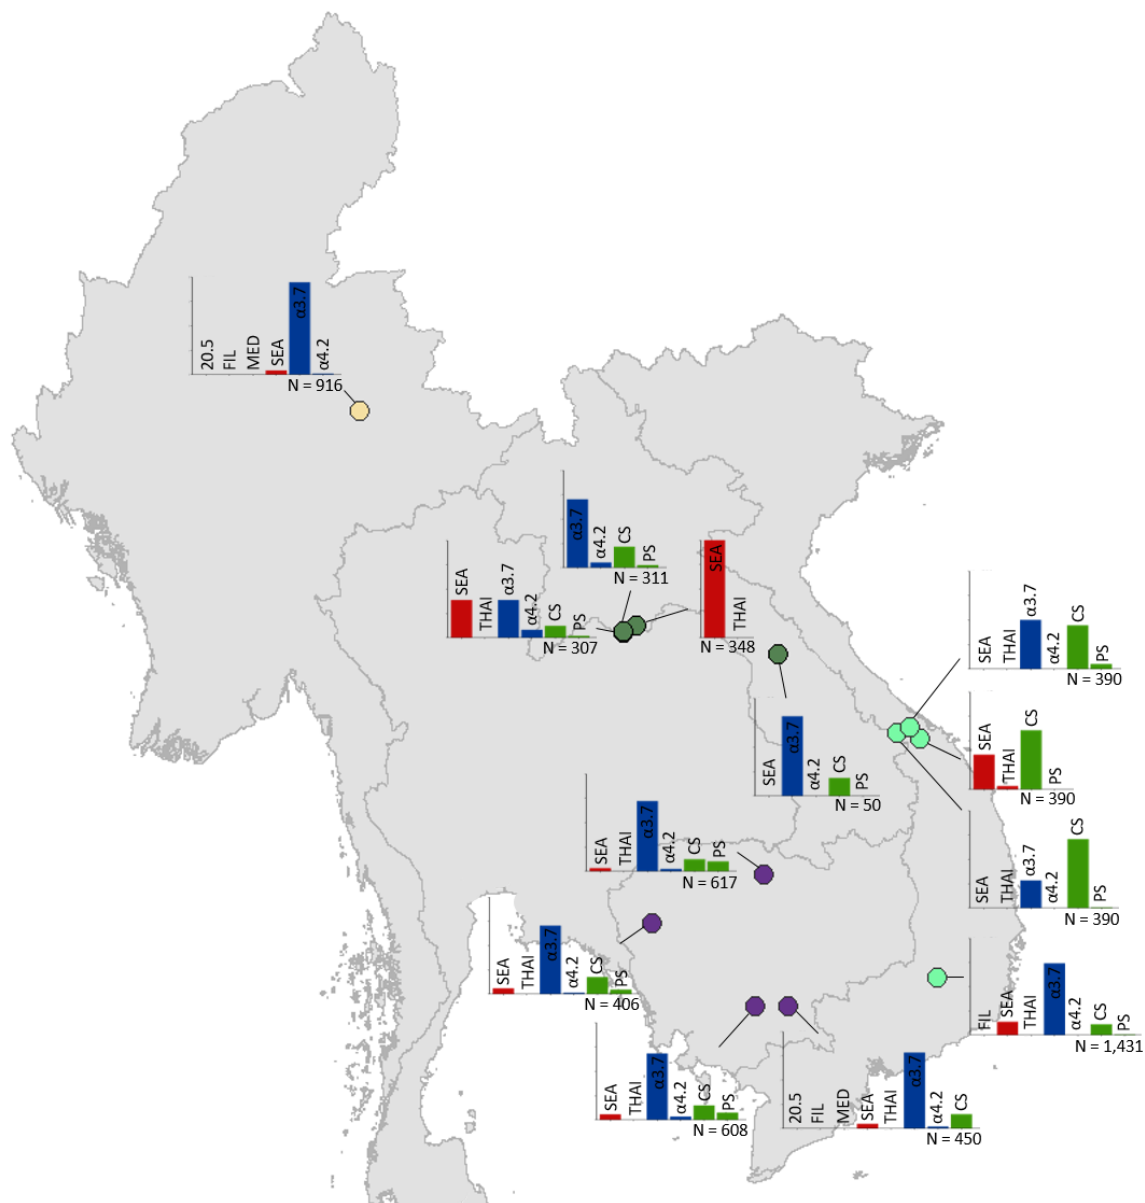 20.5 FIL MED SEA α3.7 α4.2
N = 916
α3.7 α4.2 CS PS
N = 311
SEA THAI α3.7 α4.2 CS PS
N = 307
SEA THAI
N = 348
SEA THAI α3.7 α4.2 CS PS
N = 390
SEA α3.7 α4.2 CS PS
N = 50
SEA THAI CS PS
N = 390
SEA THAI α3.7 α4.2 CS PS
N = 617
SEA THAI α3.7 α4.2 CS PS
N = 390
SEA THAI α3.7 α4.2 CS PS
N = 406
FIL SEA THAI α3.7 α4.2 CS PS
N = 1,431
SEA THAI α3.7 α4.2 CS PS
N = 608
20.5 FIL MED SEA THAI α3.7 α4.2 CS
N = 450